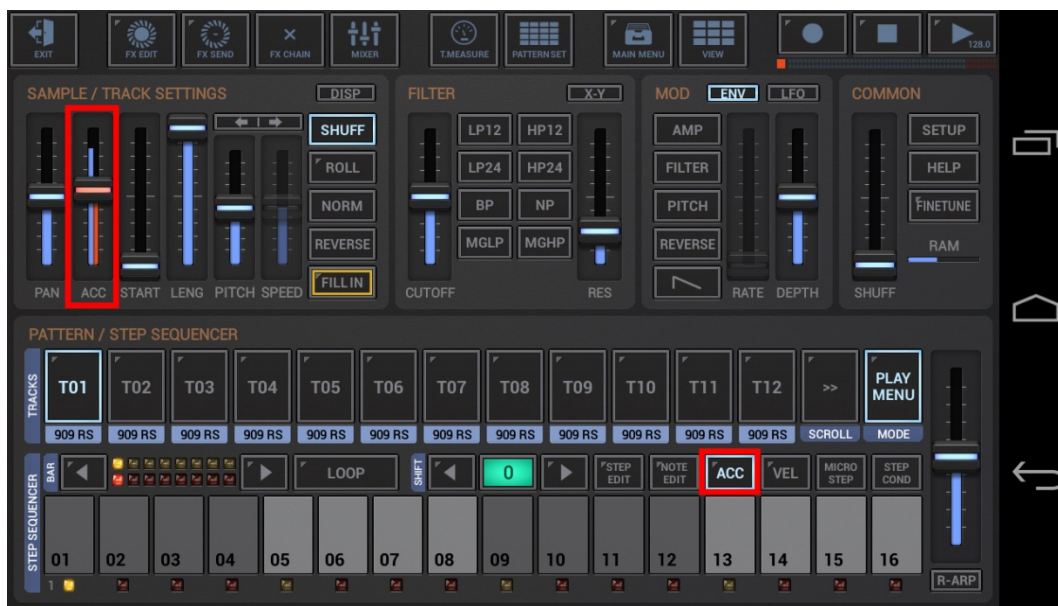 EXIT FX EDIT FX SEND FX CHAIN MIXER T.MEASURE PATTERN SET MAIN MENU VIEW 128.0
SAMPLE / TRACK SETTINGS DISP
SHUFF
ROLL
NORM
REVERSE
FILL IN
PAN ACC START LENG PITCH SPEED
FILTER X-Y
LP12 HP12
LP24 HP24
BP NP
MGLP MGHP
CUTOFF RES
MOD ENV LFO
AMP
FILTER
PITCH
REVERSE
RATE DEPTH
COMMON
SETUP
HELP
FINETUNE
RAM
SHUFF
PATTERN / STEP SEQUENCER
TRACKS
T01 T02 T03 T04 T05 T06 T07 T08 T09 T10 T11 T12 >> PLAY MENU
909 RS 909 RS 909 RS 909 RS 909 RS 909 RS 909 RS 909 RS 909 RS 909 RS 909 RS 909 RS SCROLL MODE
STEP SEQUENCER
BAR LOOP SHIFT 0 STEP EDIT NOTE EDIT ACC VEL MICRO STEP STEP COND
01 02 03 04 05 06 07 08 09 10 11 12 13 14 15 16
1 R-ARP